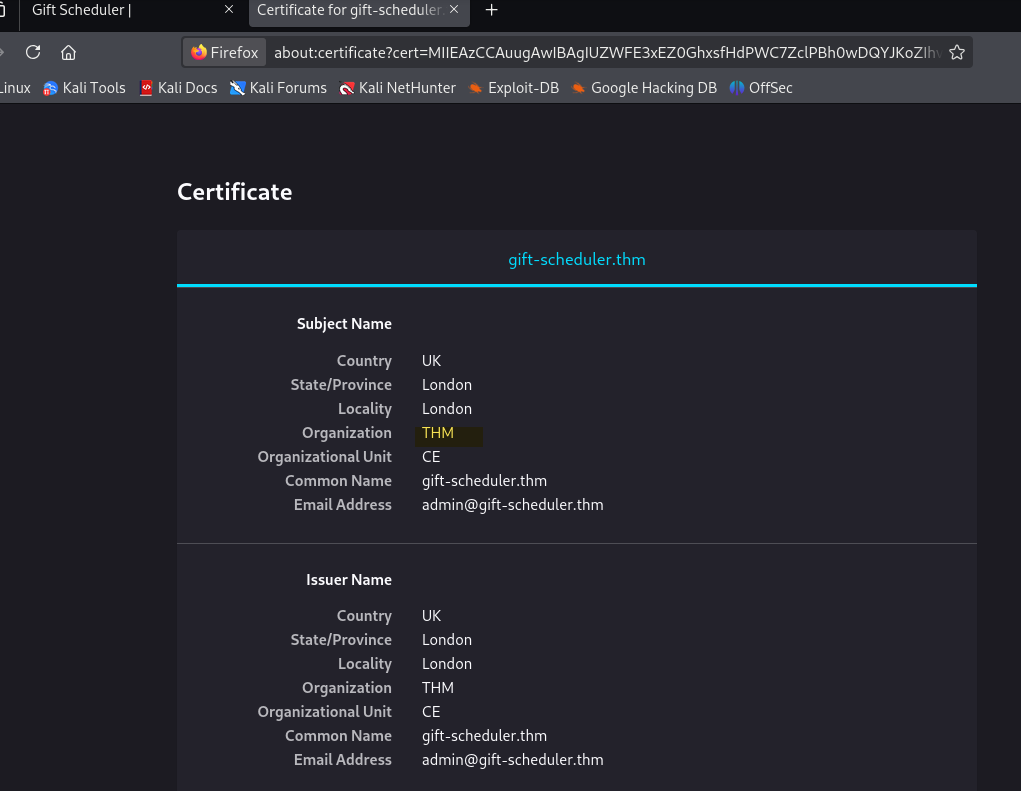 Gift Scheduler |
Certificate for gift-scheduler.
Firefox about:certificate?cert=MIIEAzCCAuugAwIBAgIUZWFE3xEZ0GhxsfHdPWC7ZclPBh0wDQYJKoZIhv
Linux Kali Tools Kali Docs Kali Forums Kali NetHunter Exploit-DB Google Hacking DB OffSec
Certificate
gift-scheduler.thm
Subject Name
Country UK
State/Province London
Locality London
Organization THM
Organizational Unit CE
Common Name gift-scheduler.thm
Email Address admin@gift-scheduler.thm
Issuer Name
Country UK
State/Province London
Locality London
Organization THM
Organizational Unit CE
Common Name gift-scheduler.thm
Email Address admin@gift-scheduler.thm